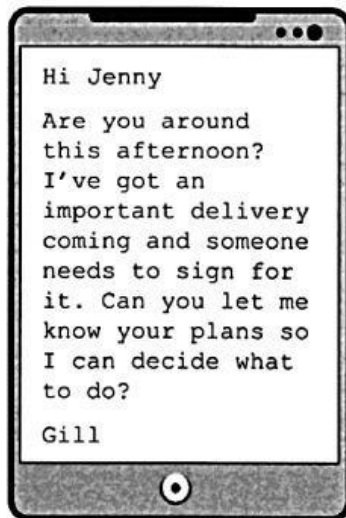 Hi Jenny
Are you around
this afternoon?
I've got an
important delivery
coming and someone
needs to sign for
it. Can you let me
know your plans so
I can decide what
to do?
Gill